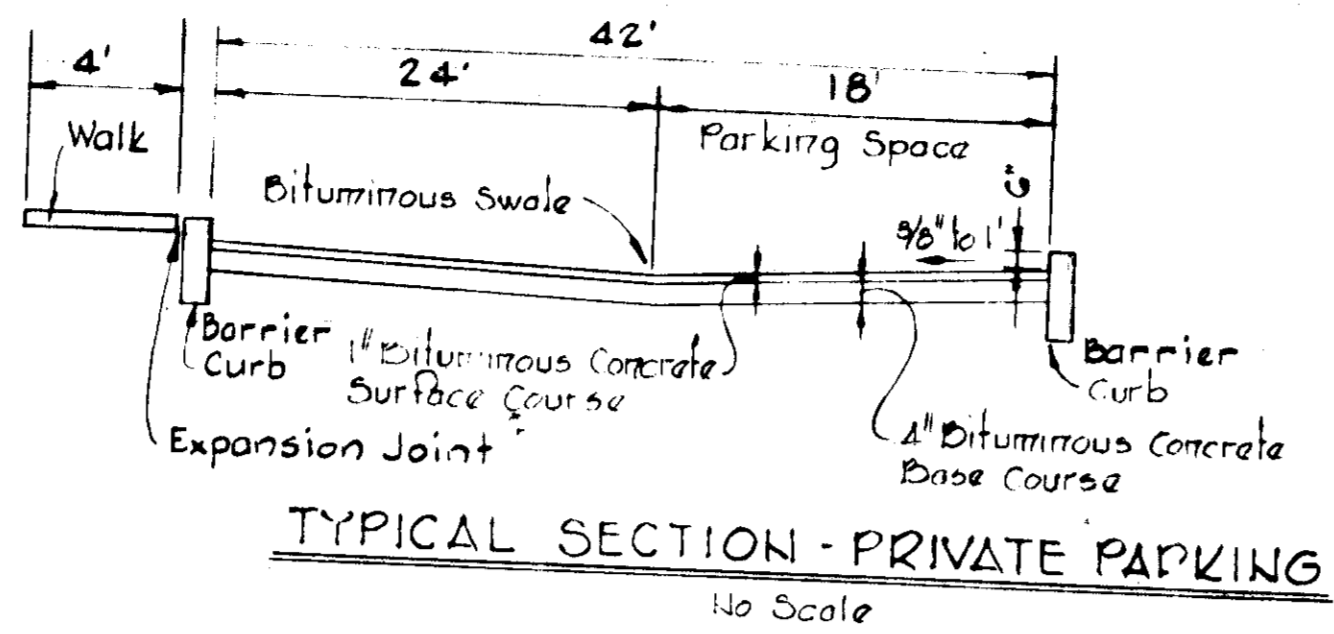 42'
4'
24'
18'
Walk
Parking Space
6"
Bituminous Swale
3/8" to 1'
Barrier
Curb
1" Bituminous Concrete
Surface Course
Barrier
Curb
Expansion Joint
4" Bituminous Concrete
Base Course
TYPICAL SECTION - PRIVATE PARKING
No Scale